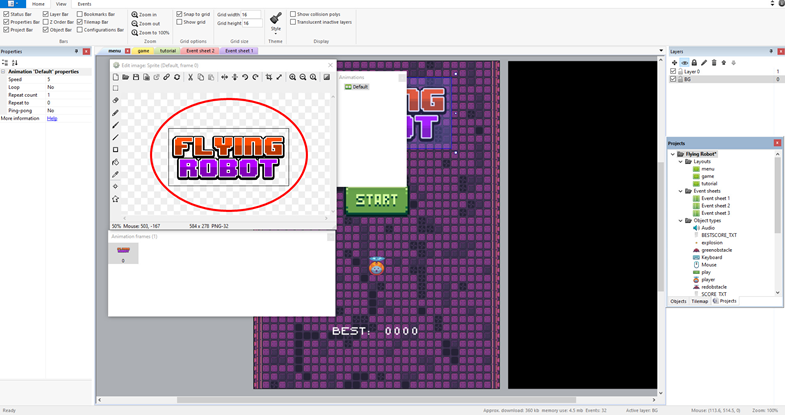 Home View Events
Status Bar Layer Bar Bookmarks Bar
Properties Bar Z Order Bar Tilemap Bar
Project Bar Object Bar Configurations Bar
Bars
Zoom in
Zoom out
Zoom to 100%
Zoom
Snap to grid
Show grid
Grid options
Grid width: 16
Grid height: 16
Grid size
Style
Theme
Show collision polys
Translucent inactive layers
Display
Properties
Animation 'Default' properties
Speed 5
Loop No
Repeat count 1
Repeat to 0
Ping-pong No
More information Help
menu game tutorial Event sheet 2 Event sheet 1
Edit image: Sprite (Default, frame 0)
FLYING
ROBOT
50% Mouse: 503, -167 584 x 278 PNG-32
Animations
Default
Animation frames (1)
0
START
BEST: 0000
Layers
Layer 0 1
BG 0
Projects
Flying Robot*
Layouts
menu
game
tutorial
Event sheets
Event sheet 1
Event sheet 2
Event sheet 3
Object types
Audio
BESTSCORE_TXT
explosion
greenobstacle
Keyboard
Mouse
play
player
redobstacle
SCORE TXT
Objects Tilemap Projects
Ready
Approx. download: 360 kb memory use: 4.5 mb Events: 32 Active layer: BG Mouse: (113.6, 514.5, 0) Zoom: 100%